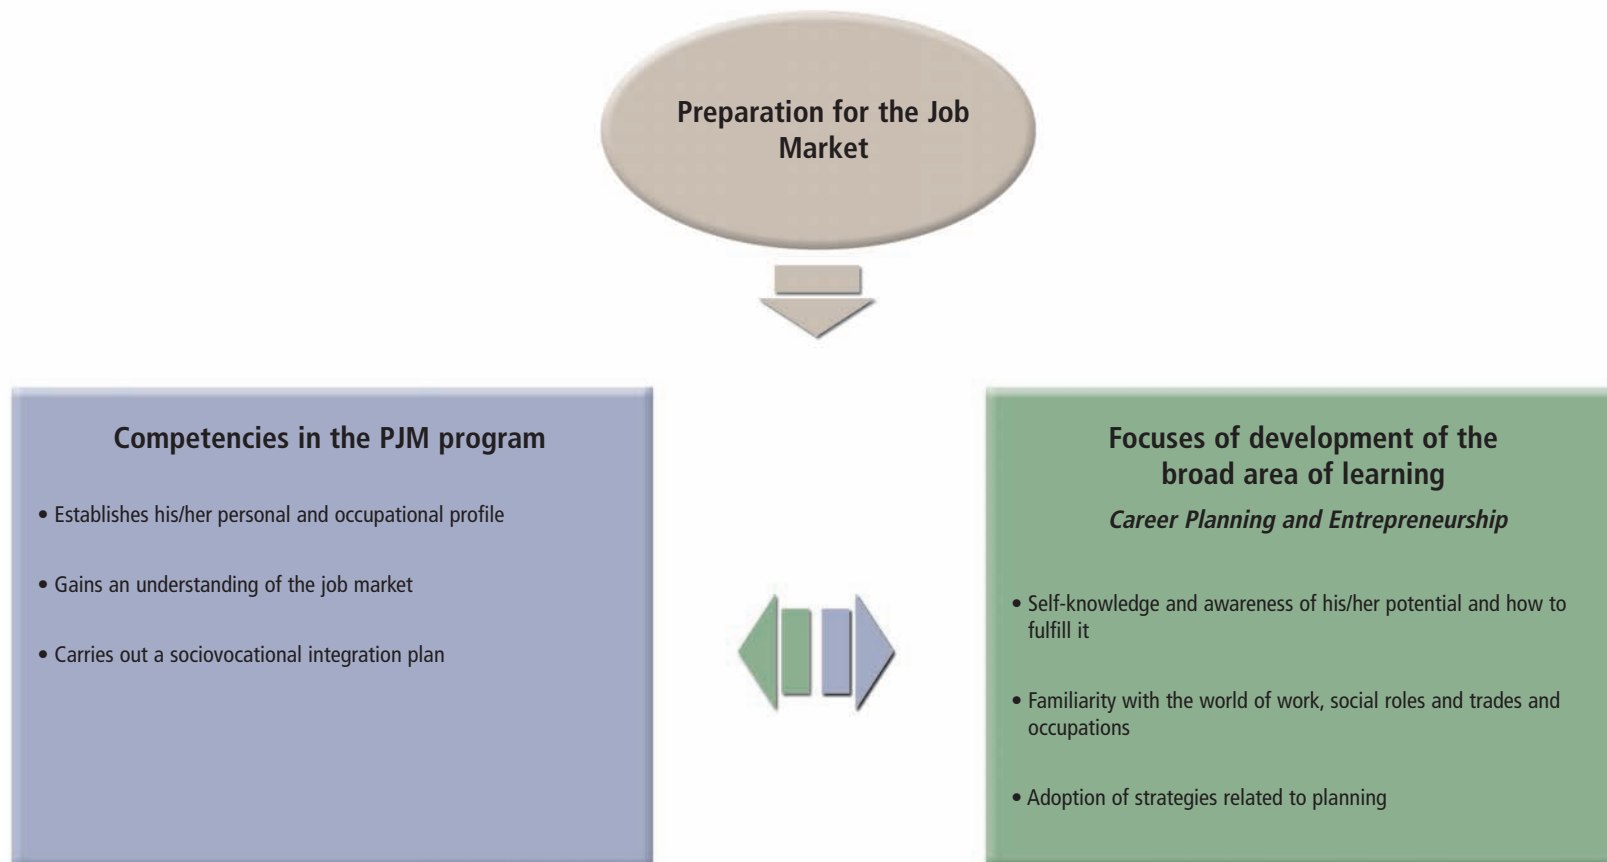 Preparation for the Job
Market
Competencies in the PJM program
• Establishes his/her personal and occupational profile
• Gains an understanding of the job market
• Carries out a sociovocational integration plan
Focuses of development of the
broad area of learning
Career Planning and Entrepreneurship
• Self-knowledge and awareness of his/her potential and how to
fulfill it
• Familiarity with the world of work, social roles and trades and
occupations
• Adoption of strategies related to planning